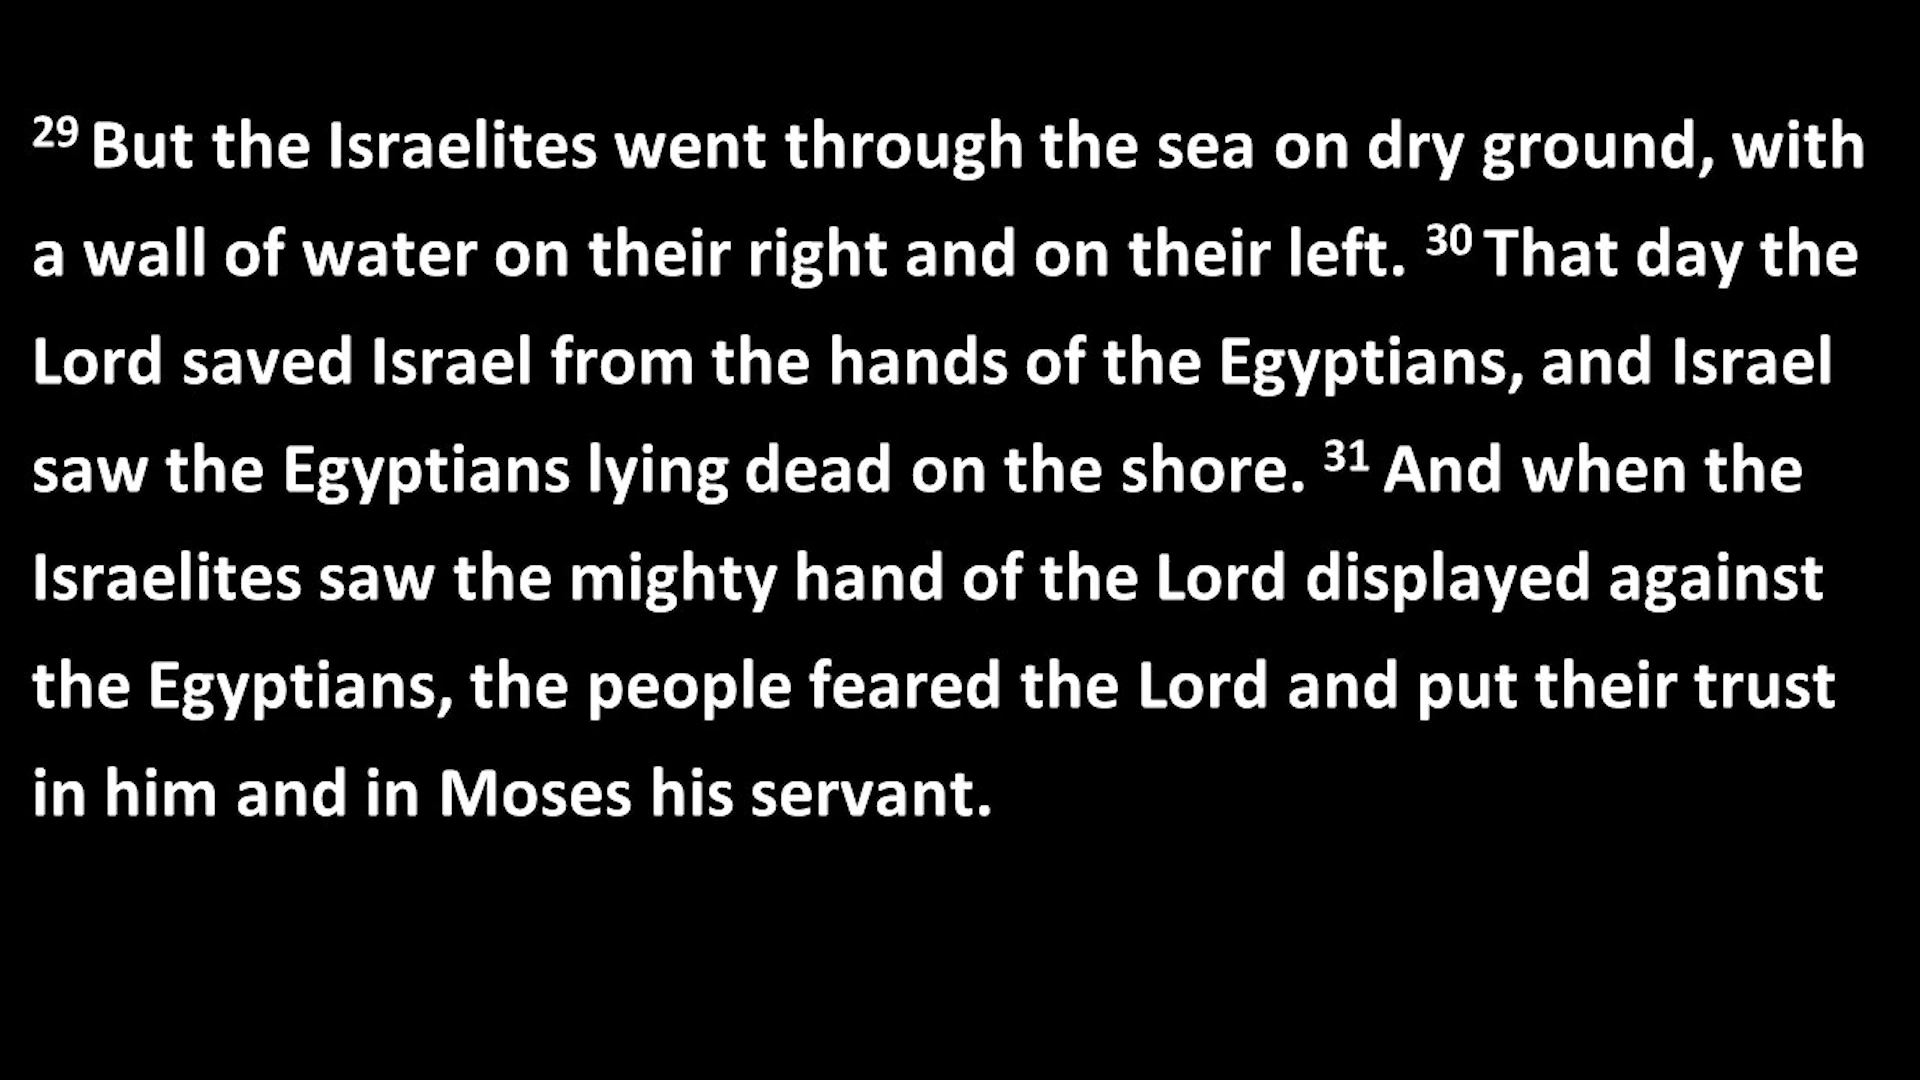 29 But the Israelites went through the sea on dry ground, with
a wall of water on their right and on their left. 30 That day the
Lord saved Israel from the hands of the Egyptians, and Israel
saw the Egyptians lying dead on the shore. 31 And when the
Israelites saw the mighty hand of the Lord displayed against
the Egyptians, the people feared the Lord and put their trust
in him and in Moses his servant.